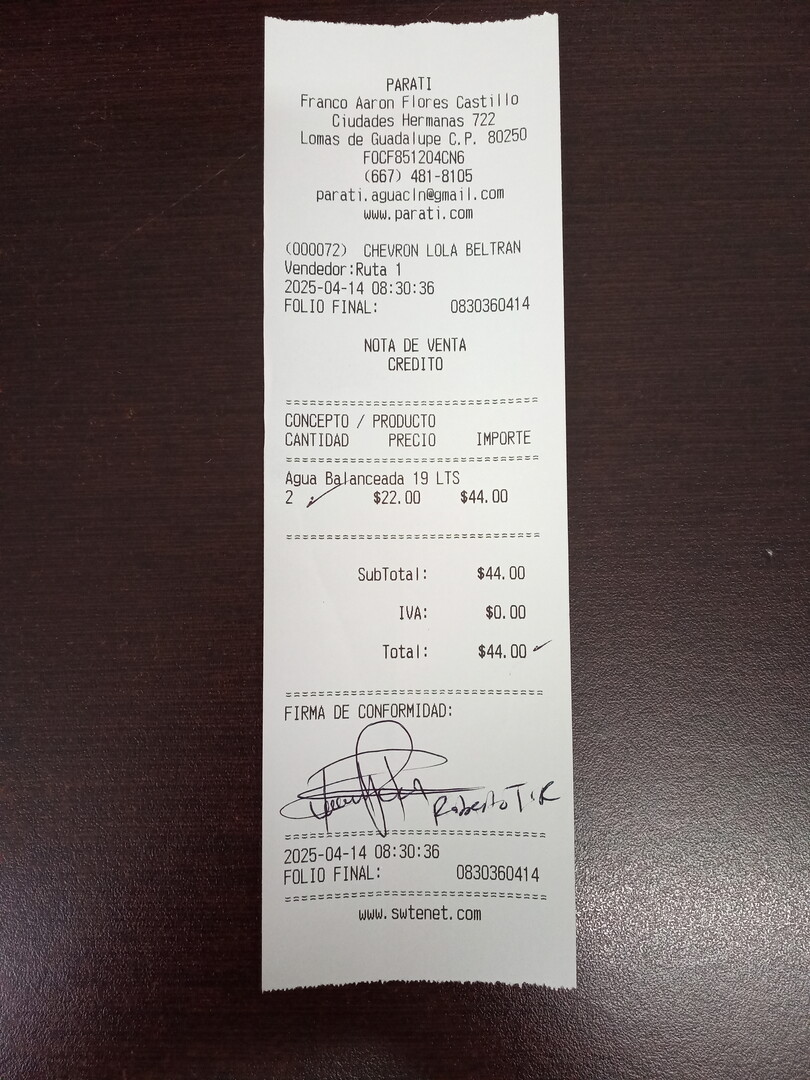 PARATI
Franco Aaron Flores Castillo
Ciudades Hermanas 722
Lomas de Guadalupe C.P. 80250
FOCF851204CN6
(667) 481-8105
parati.aguacln@gmail.com
www.parati.com
(000072) CHEVRON LOLA BELTRAN
Vendedor:Ruta 1
2025-04-14 08:30:36
FOLIO FINAL: 0830360414
NOTA DE VENTA
CREDITO
CONCEPTO / PRODUCTO
CANTIDAD PRECIO IMPORTE
Agua Balanceada 19 LTS
2 $22.00 $44.00
SubTotal: $44.00
IVA: $0.00
Total: $44.00
FIRMA DE CONFORMIDAD:
Roberto T.R
2025-04-14 08:30:36
FOLIO FINAL: 0830360414
www.swtenet.com